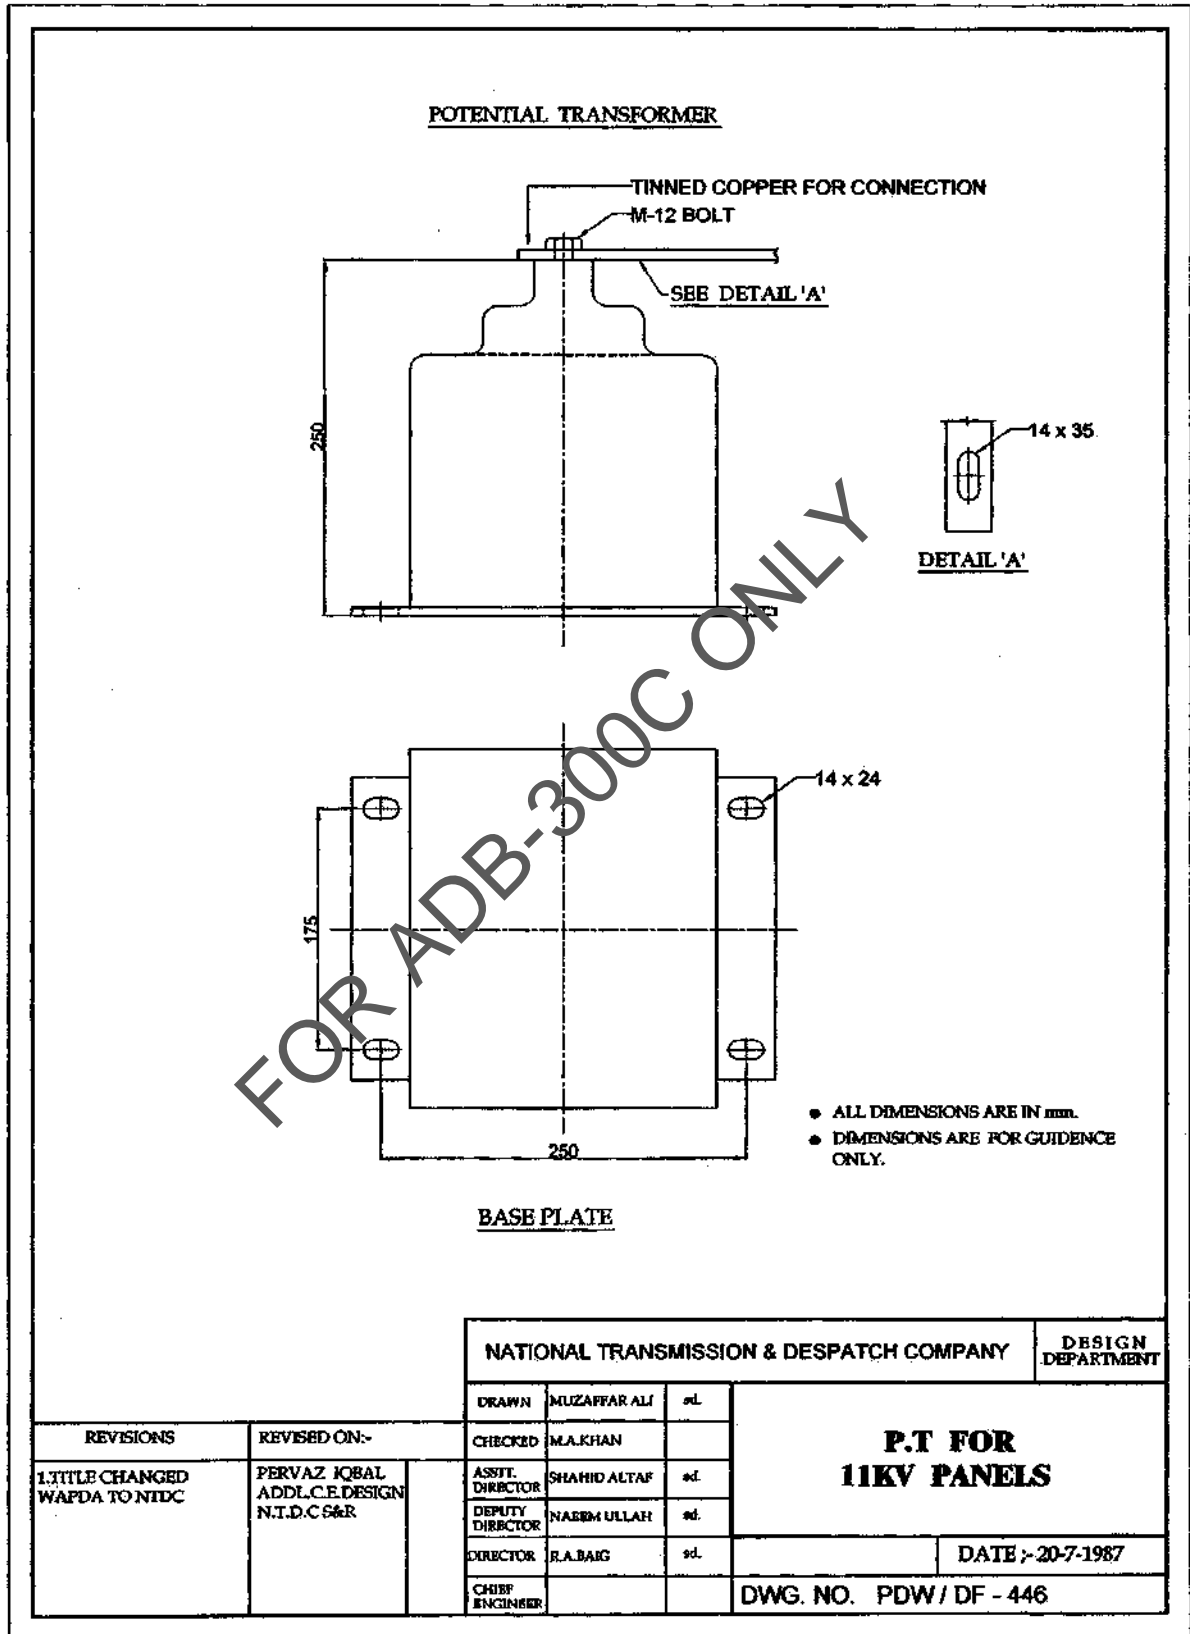 POTENTIAL TRANSFORMER
TINNED COPPER FOR CONNECTION
M-12 BOLT
SEE DETAIL 'A'
250
14 x 35
DETAIL 'A'
FOR ADB-300C ONLY
14 x 24
175
250
● ALL DIMENSIONS ARE IN mm.
● DIMENSIONS ARE FOR GUIDENCE
ONLY.
BASE PLATE
NATIONAL TRANSMISSION & DESPATCH COMPANY
DESIGN
DEPARTMENT
DRAWN MUZAFFAR ALI sd.
CHECKED M.A.KHAN
ASSTT.
DIRECTOR SHAHID ALTAF sd.
DEPUTY
DIRECTOR NAEEM ULLAH sd.
DIRECTOR R.A.BAIG sd.
CHIEF
ENGINEER
P.T FOR
11KV PANELS
DATE ;- 20-7-1987
DWG. NO. PDW / DF - 446
REVISIONS
REVISED ON:-
1.TITLE CHANGED
WAPDA TO NTDC
PERVAZ IQBAL
ADDL.C.E.DESIGN
N.T.D.C S&R